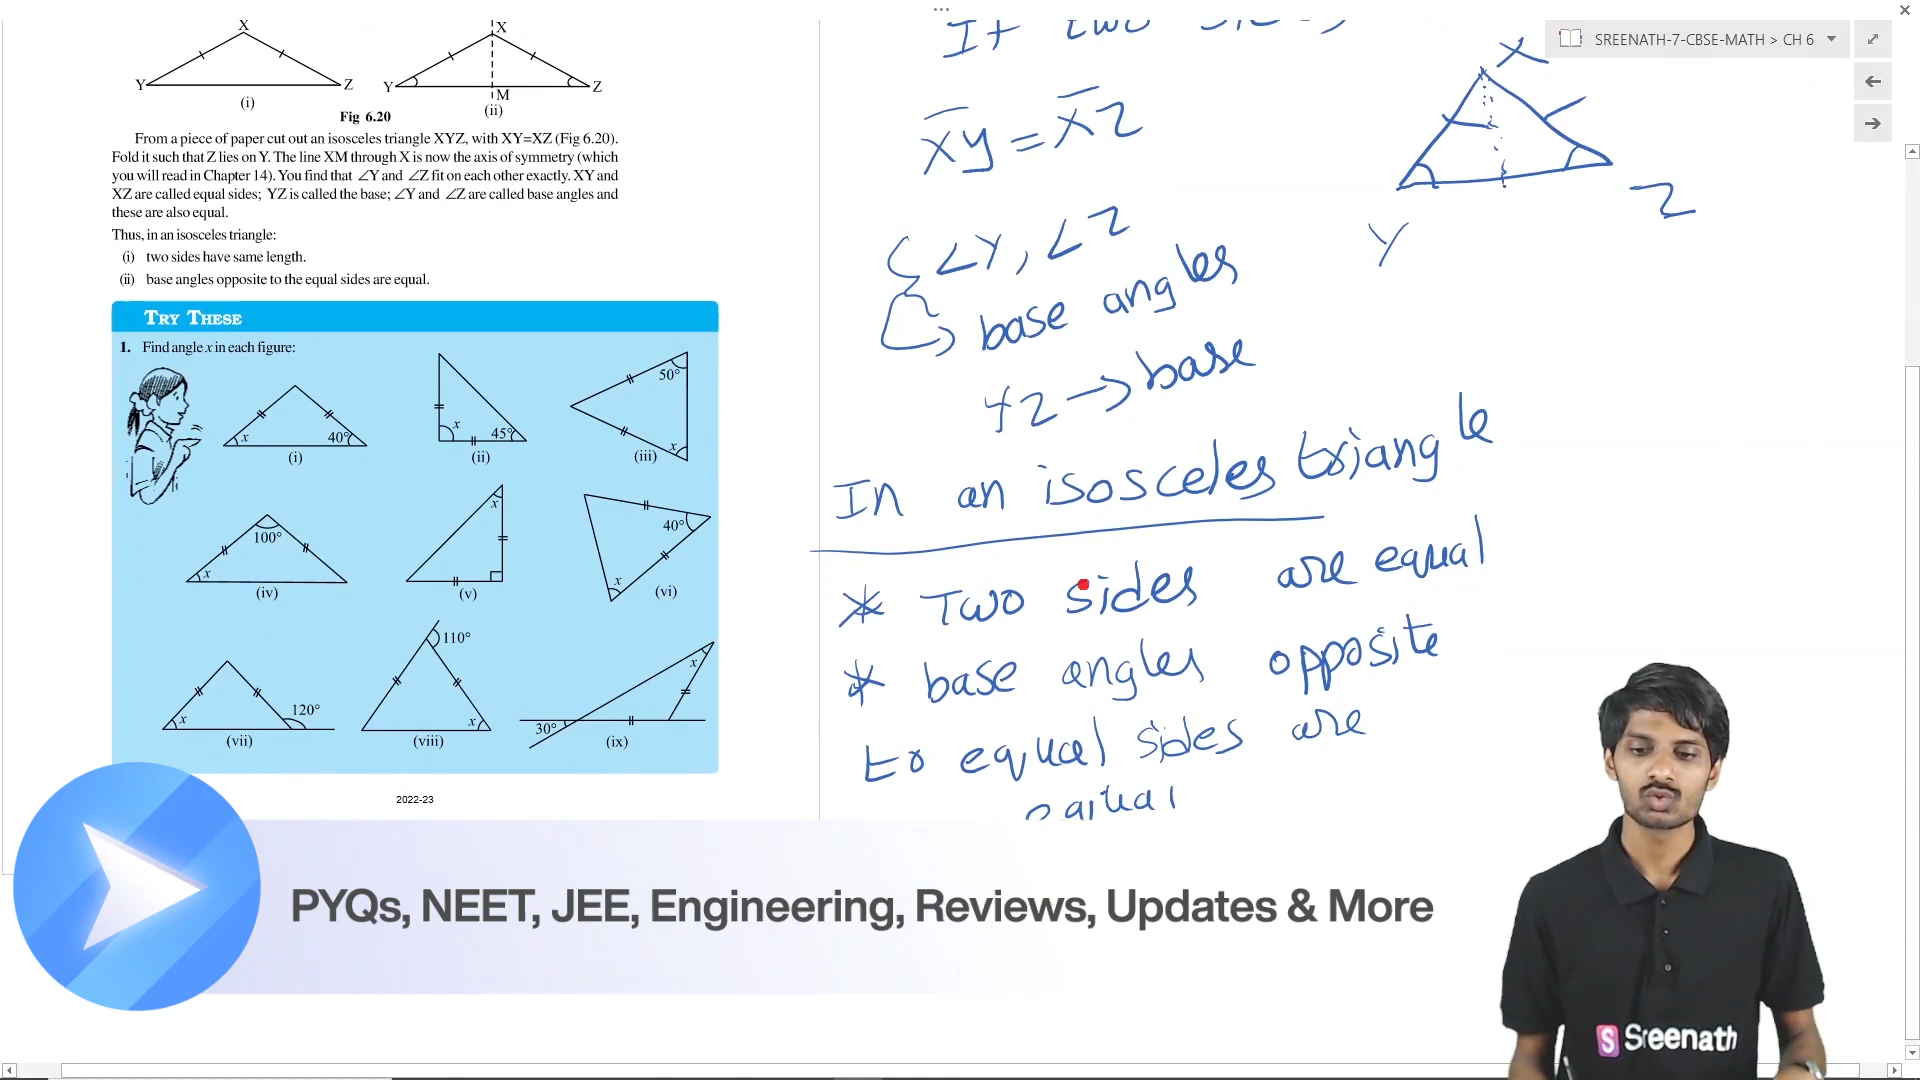 X
X
Y
Z
Y
Z
M
(i)
(ii)
Fig 6.20
From a piece of paper cut out an isosceles triangle XYZ, with XY=XZ (Fig 6.20).
Fold it such that Z lies on Y. The line XM through X is now the axis of symmetry (which
you will read in Chapter 14). You find that ∠Y and ∠Z fit on each other exactly. XY and
XZ are called equal sides; YZ is called the base; ∠Y and ∠Z are called base angles and
these are also equal.
Thus, in an isosceles triangle:
(i) two sides have same length.
(ii) base angles opposite to the equal sides are equal.
TRY THESE
1. Find angle x in each figure:
x 40°
(i)
x 45°
(ii)
50°
x
(iii)
100°
x
(iv)
x
(v)
40°
x
(vi)
120°
x
(vii)
110°
x
(viii)
x
30°
(ix)
2022-23
SREENATH-7-CBSE-MATH > CH 6
XY = XZ
∠Y, ∠Z
base angles
YZ → base
In an isosceles triangle
* Two sides are equal
* base angles opposite
to equal sides are
equal
X
Y
Z
PYQs, NEET, JEE, Engineering, Reviews, Updates & More
S Sreenath